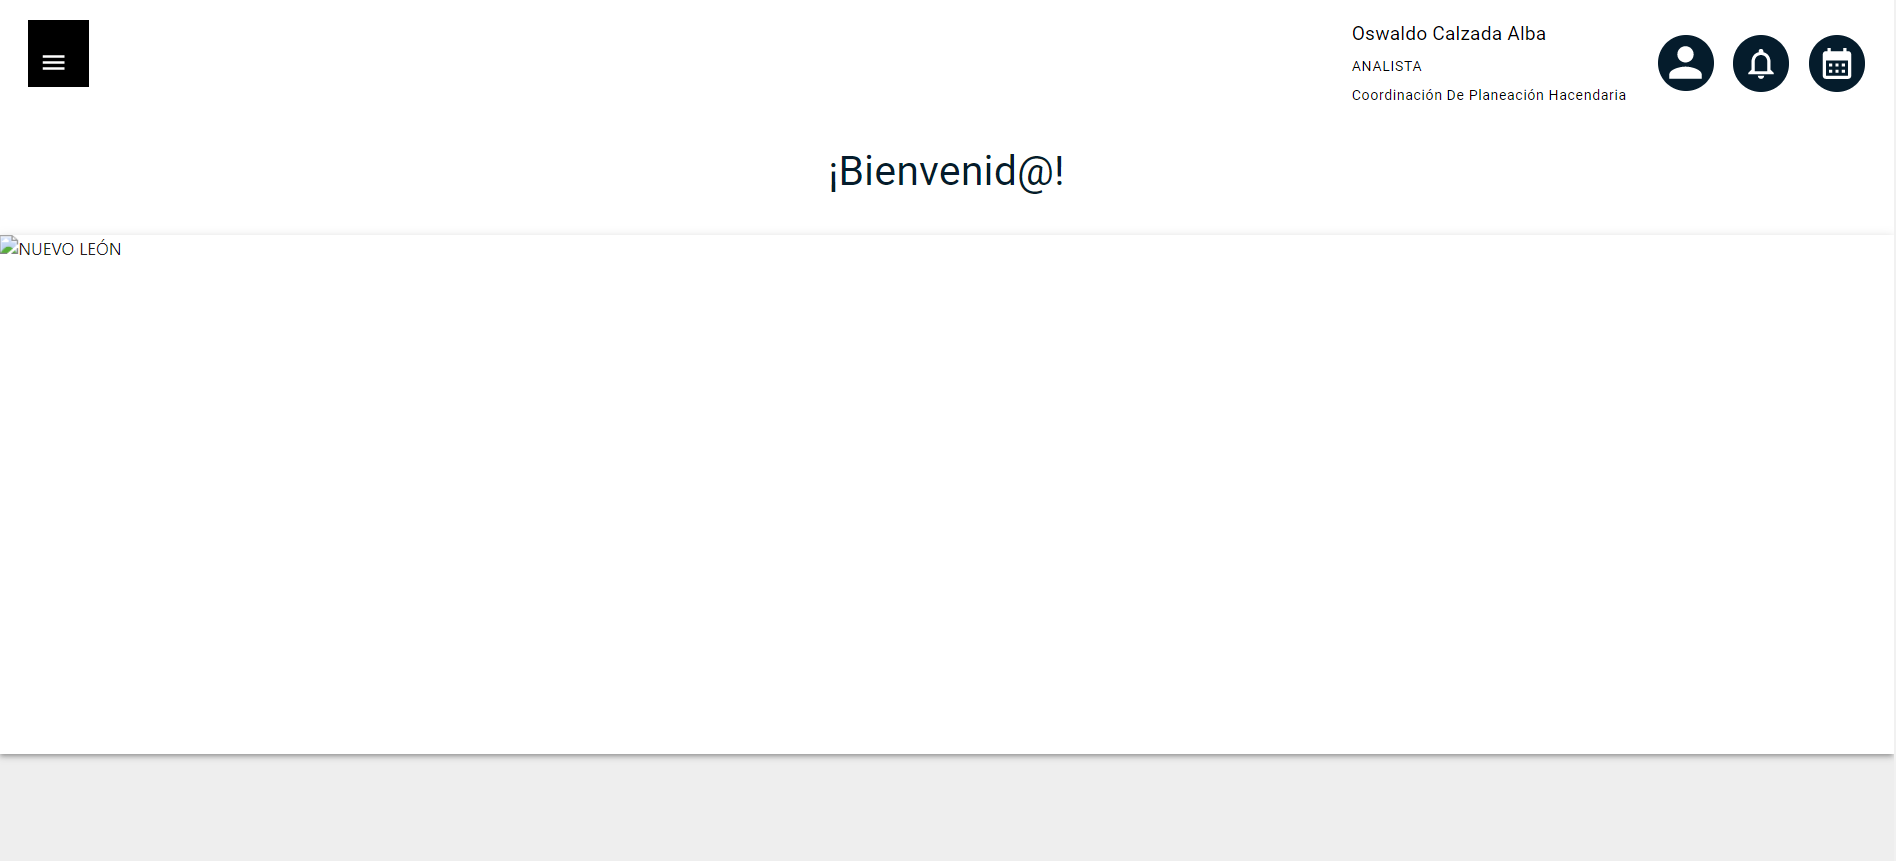 Oswaldo Calzada Alba
ANALISTA
Coordinación De Planeación Hacendaria
¡Bienvenid@!
NUEVO LEÓN